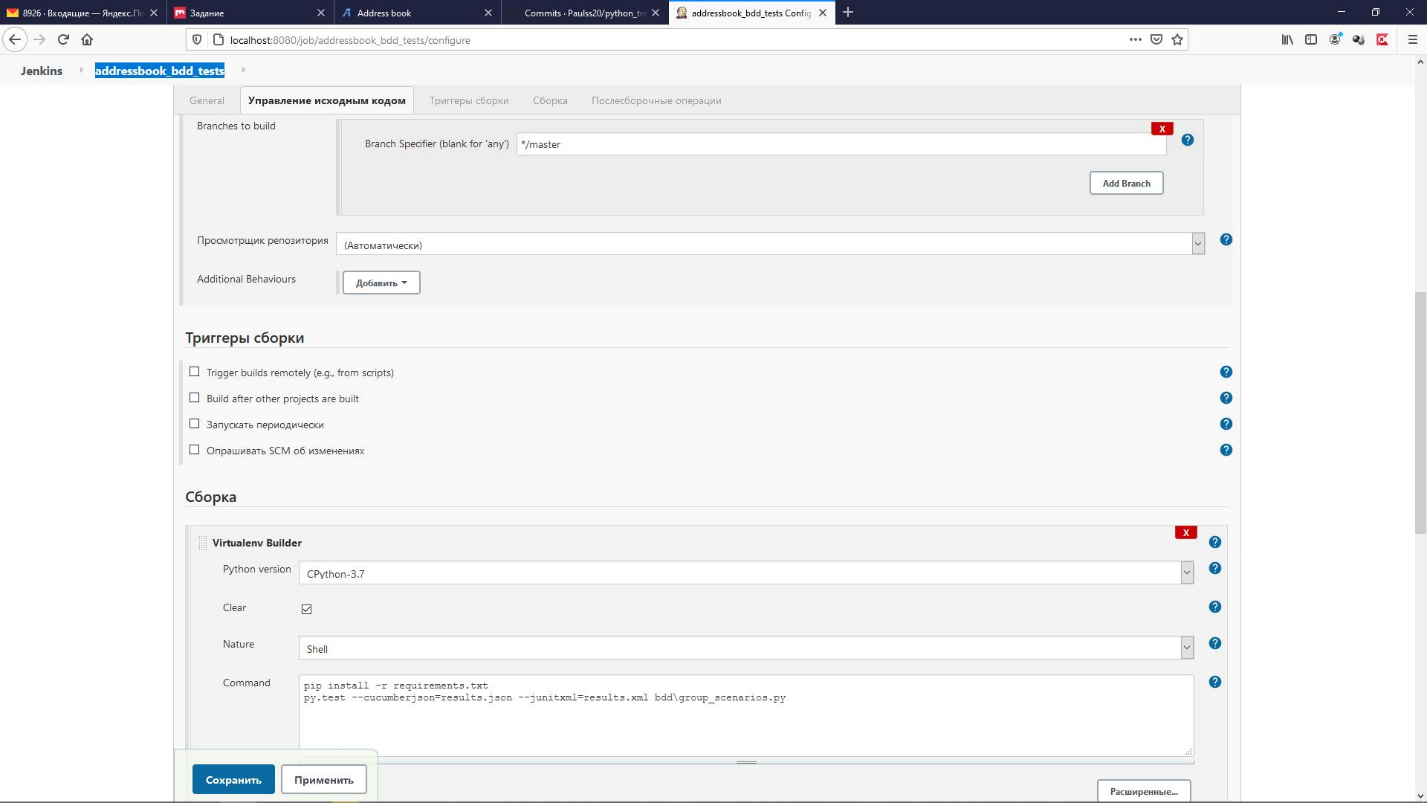 8926 · Входящие — Яндекс.По
Задание
Address book
Commits · Paulss20/python_tra
addressbook_bdd_tests Config
localhost:8080/job/addressbook_bdd_tests/configure
Jenkins
addressbook_bdd_tests
General
Управление исходным кодом
Триггеры сборки
Сборка
Послесборочные операции
Branches to build
X
Branch Specifier (blank for 'any')
*/master
Add Branch
Просмотрщик репозитория
(Автоматически)
Additional Behaviours
Добавить
Триггеры сборки
Trigger builds remotely (e.g., from scripts)
Build after other projects are built
Запускать периодически
Опрашивать SCM об изменениях
Сборка
X
Virtualenv Builder
Python version
CPython-3.7
Clear
Nature
Shell
Command
pip install -r requirements.txt
py.test --cucumberjson=results.json --junitxml=results.xml bdd\group_scenarios.py
Сохранить
Применить
Расширенные...